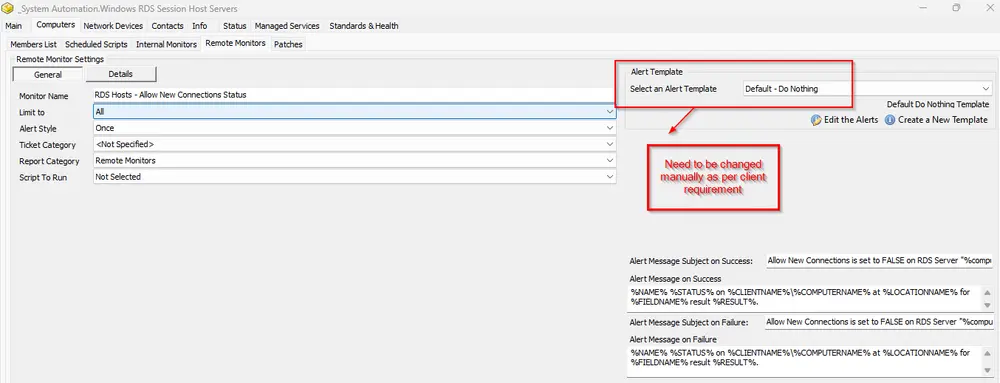 _System Automation.Windows RDS Session Host Servers
Main Computers Network Devices Contacts Info Status Managed Services Standards & Health
Members List Scheduled Scripts Internal Monitors Remote Monitors Patches
Remote Monitor Settings
General Details
Monitor Name RDS Hosts - Allow New Connections Status
Limit to All
Alert Style Once
Ticket Category <Not Specified>
Report Category Remote Monitors
Script To Run Not Selected
Alert Template
Select an Alert Template Default - Do Nothing
Default Do Nothing Template
Edit the Alerts Create a New Template
Need to be changed
manually as per client
requirement
Alert Message Subject on Success: Allow New Connections is set to FALSE on RDS Server "%compu
Alert Message on Success
%NAME% %STATUS% on %CLIENTNAME%\%COMPUTERNAME% at %LOCATIONNAME% for
%FIELDNAME% result %RESULT%.
Alert Message Subject on Failure: Allow New Connections is set to FALSE on RDS Server "%compu
Alert Message on Failure
%NAME% %STATUS% on %CLIENTNAME%\%COMPUTERNAME% at %LOCATIONNAME% for
%FIELDNAME% result %RESULT%.